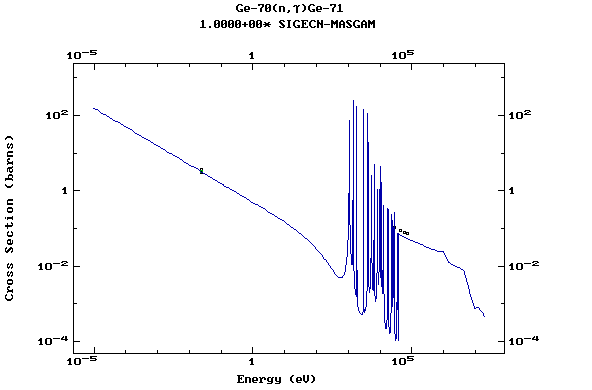 Ge-70(n,γ)Ge-71
1.0000+00* SIGECN-MASGAM
10-5 1 105
102 102
1 1
10-2 10-2
10-4 10-4
10-5 1 105
Cross Section (barns)
Energy (eV)